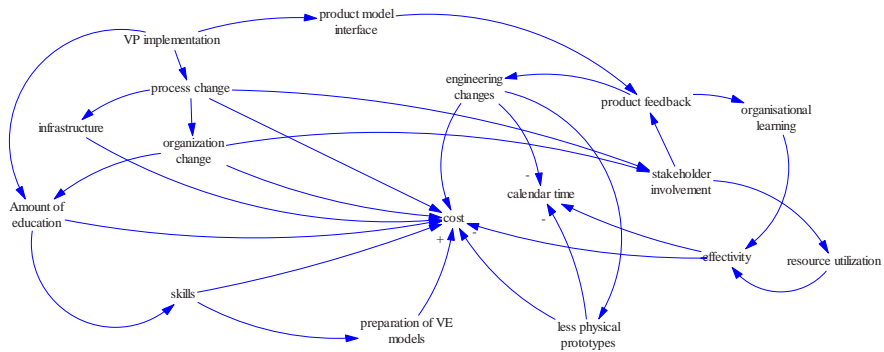 product model
interface
VP implementation
process change
engineering
changes
product feedback
organisational
learning
infrastructure
organization
change
stakeholder
involvement
-
calendar time
-
Amount of
education
cost
+
-
effectivity
resource utilization
skills
preparation of VE
models
less physical
prototypes